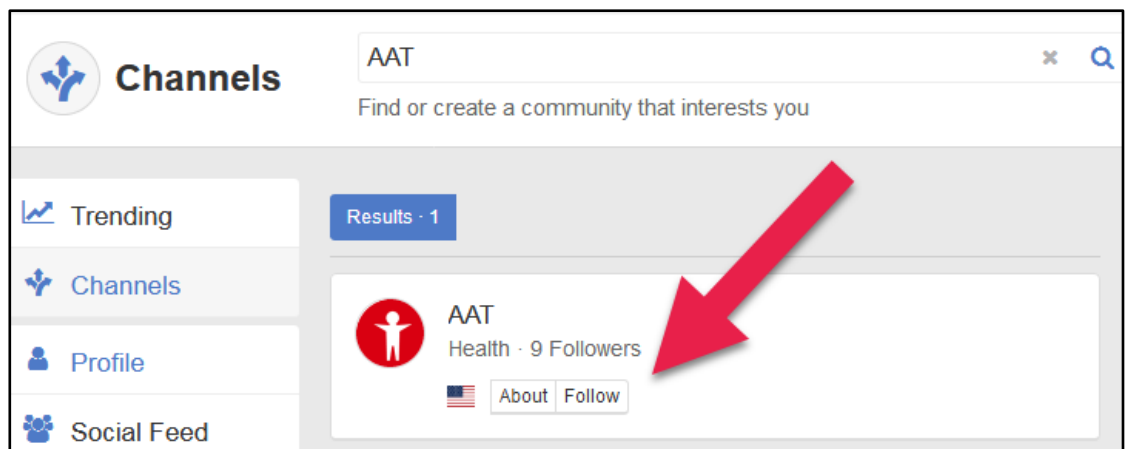 Channels
AAT
Find or create a community that interests you
Trending
Channels
Profile
Social Feed
Results · 1
AAT
Health · 9 Followers
About Follow